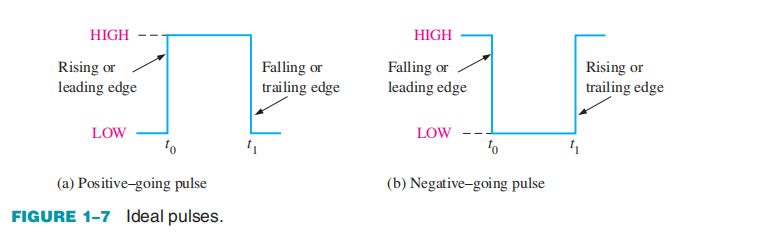 HIGH
Rising or
leading edge
Falling or
trailing edge
LOW
t0
t1
(a) Positive–going pulse
HIGH
Falling or
leading edge
Rising or
trailing edge
LOW
t0
t1
(b) Negative–going pulse
FIGURE 1–7 Ideal pulses.